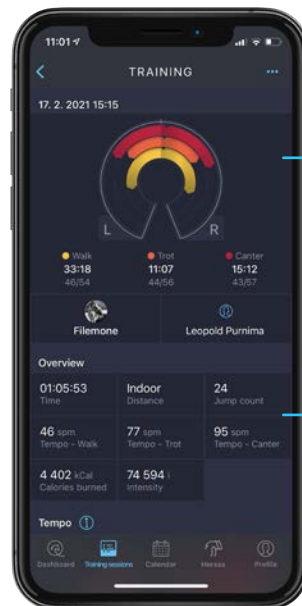 11:01
TRAINING
17. 2. 2021 15:15
L R
Walk Trot Canter
33:18 11:07 15:12
46/54 44/56 43/57
Filemone Leopold Purnima
Overview
01:05:53 Indoor 24
Time Distance Jump count
46 spm 77 spm 95 spm
Tempo - Walk Tempo - Trot Tempo - Canter
4 402 kCal 74 594 i
Calories burned Intensity
Tempo
Dashboard Training sessions Calendar Horses Profile